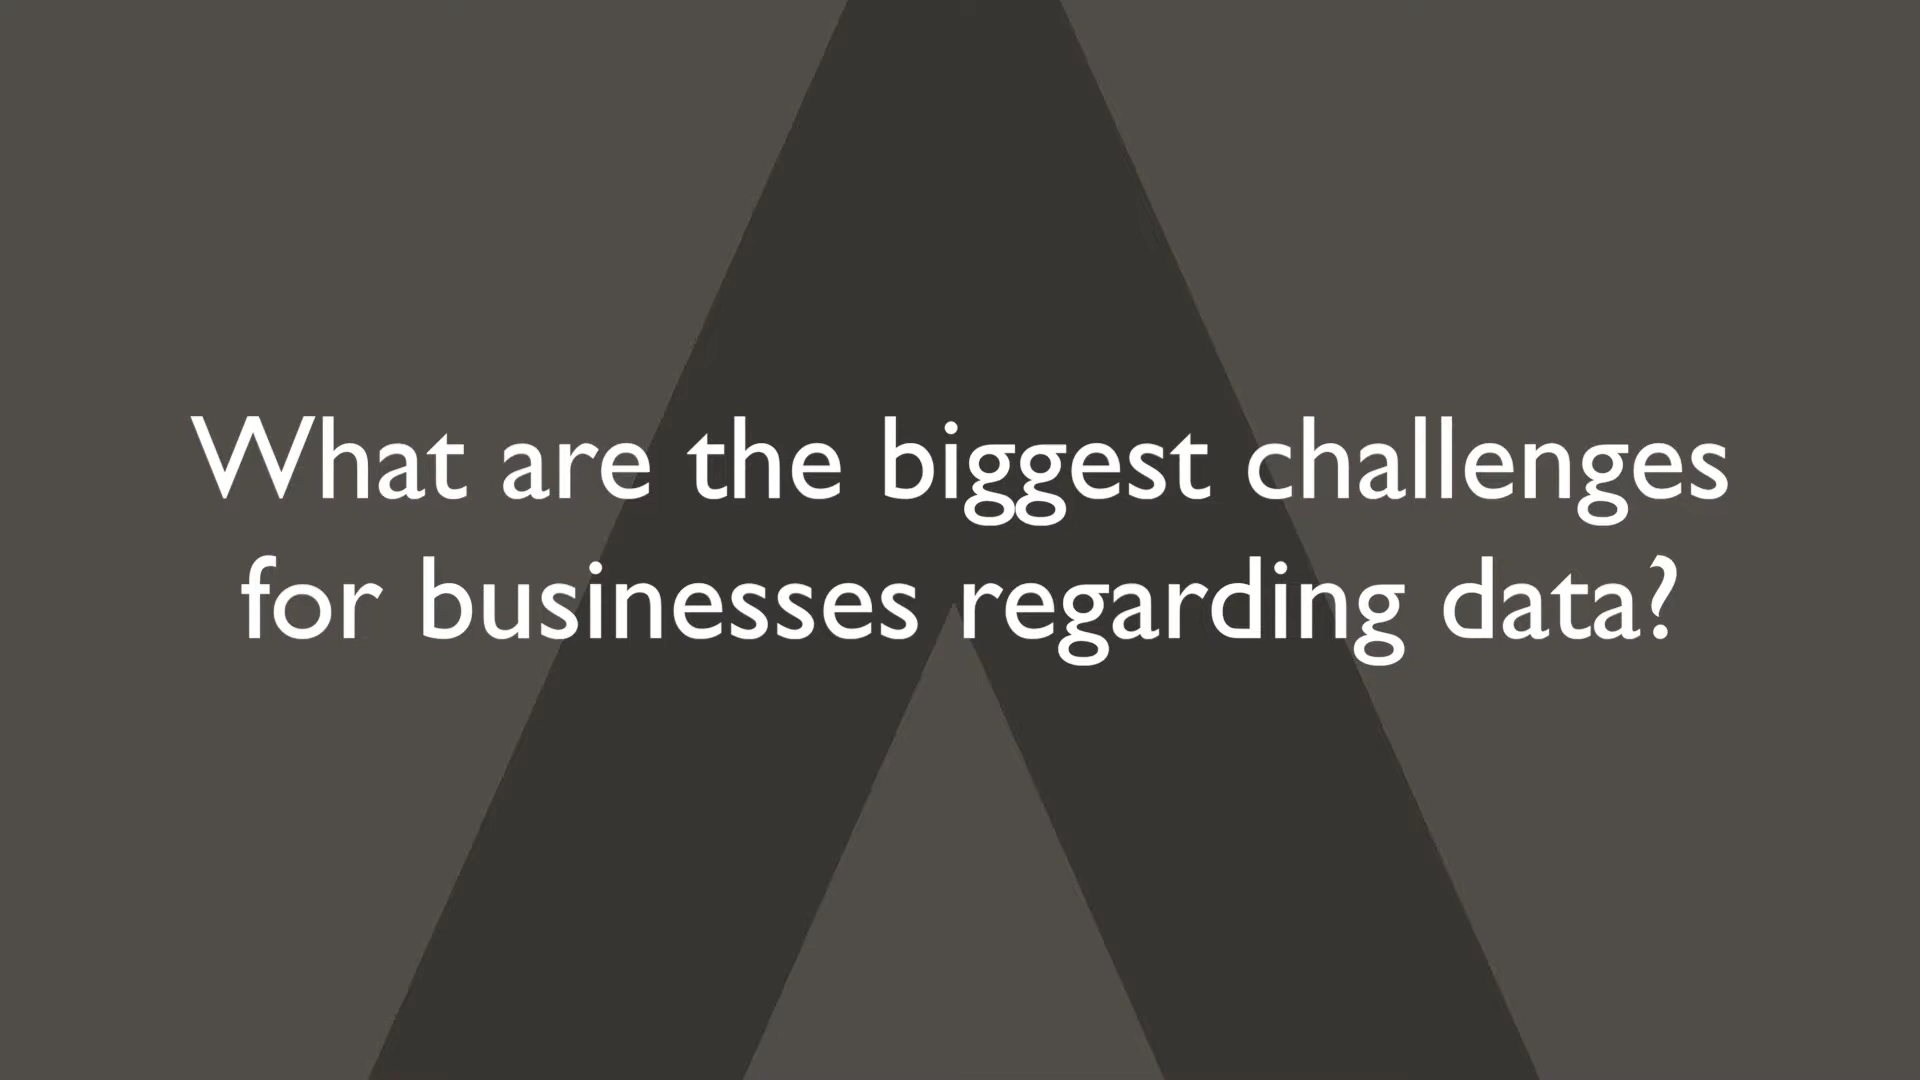 What are the biggest challenges
for businesses regarding data?